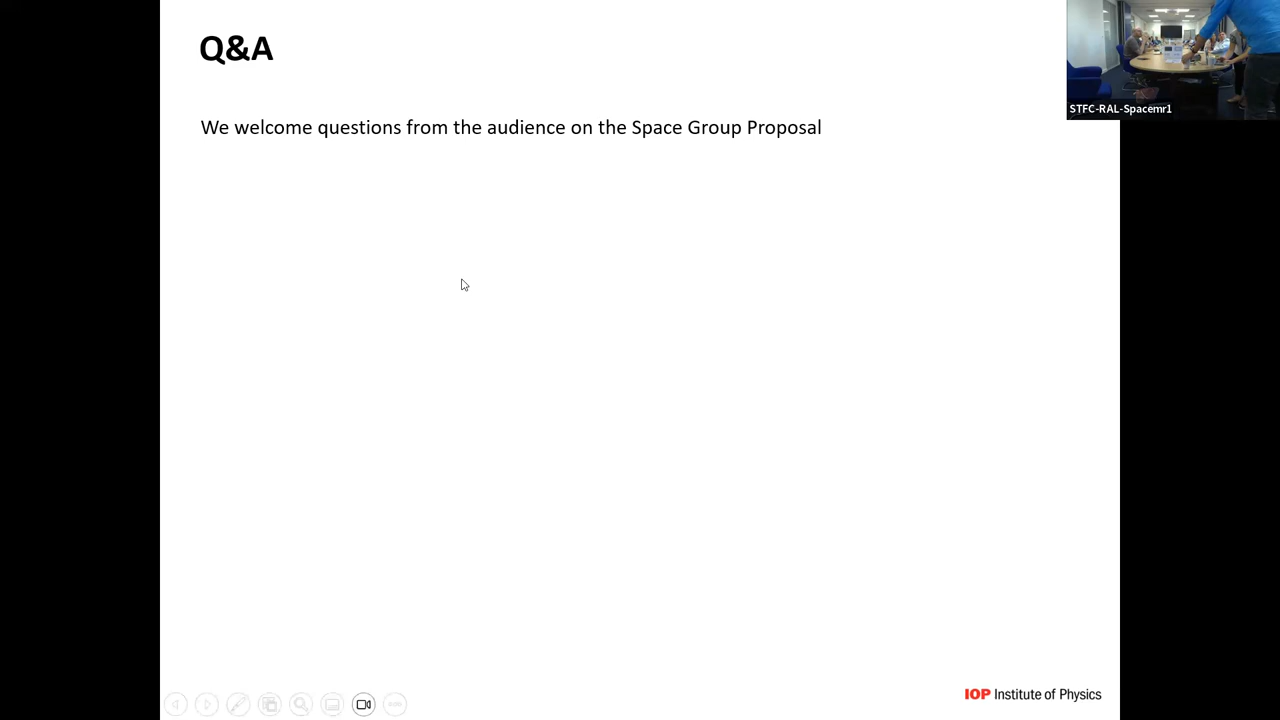 Q&A
We welcome questions from the audience on the Space Group Proposal
STFC-RAL-Spacemr1
IOP Institute of Physics